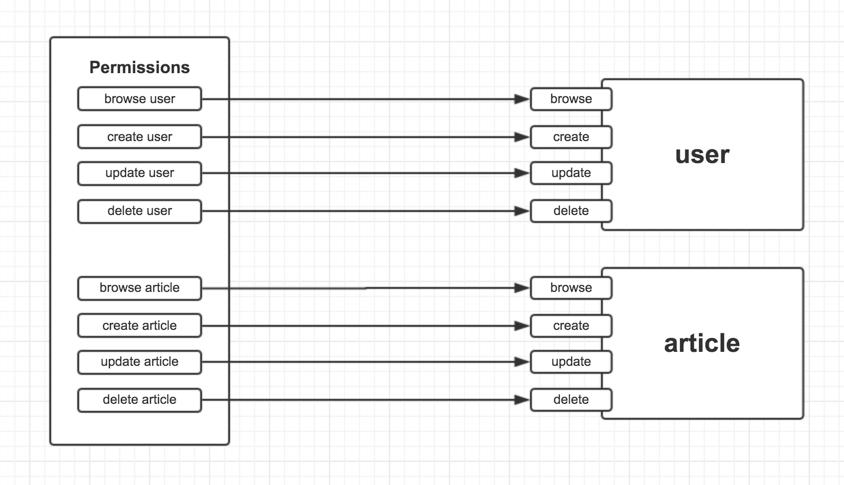 Permissions
browse user
create user
update user
delete user
browse article
create article
update article
delete article
browse
create
update
delete
user
browse
create
update
delete
article